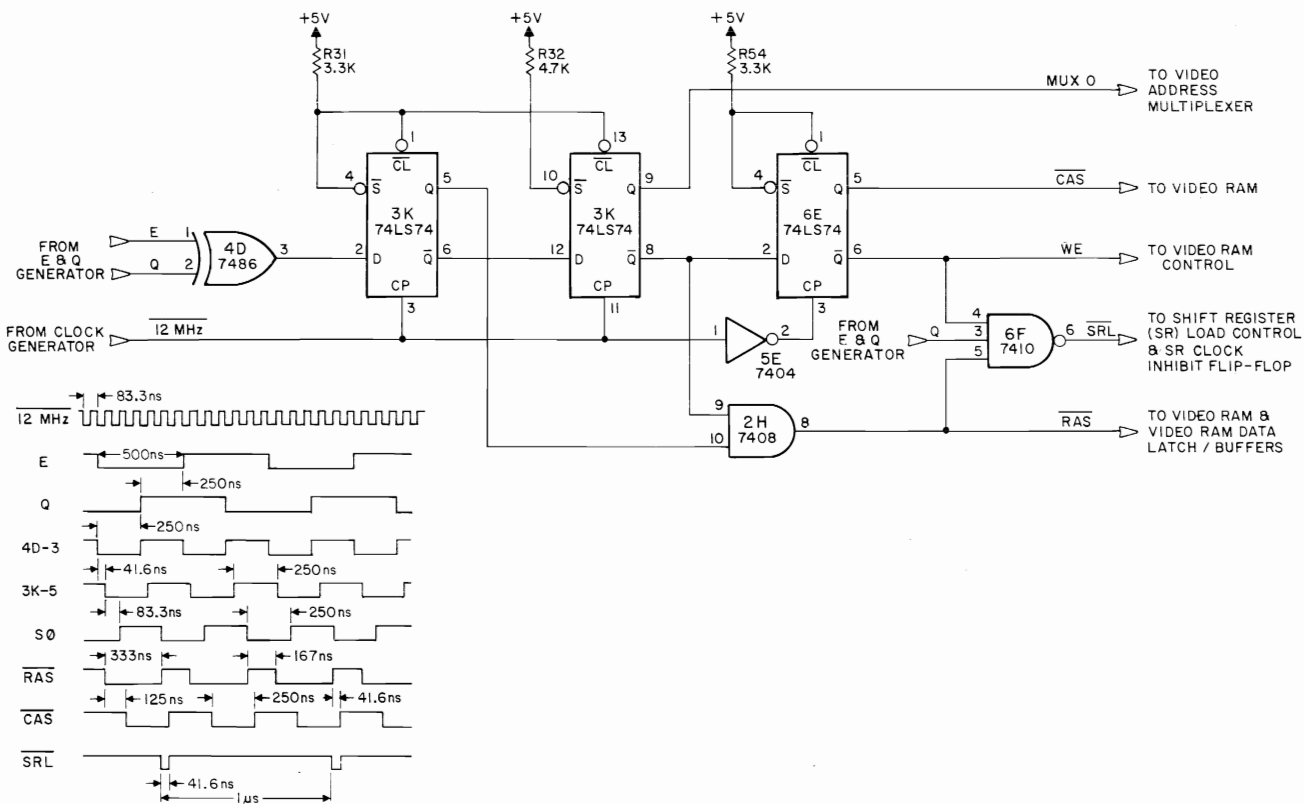 +5V
+5V
+5V
R31
3.3K
R32
4.7K
R54
3.3K
MUX 0
TO VIDEO
ADDRESS
MULTIPLEXER
1
CL
4
S
Q
5
3K
74LS74
2
D
Q
6
CP
3
13
CL
10
S
Q
9
3K
74LS74
12
D
Q
8
CP
11
1
CL
4
S
Q
5
6E
74LS74
2
D
Q
6
CP
3
CAS
TO VIDEO RAM
WE
TO VIDEO RAM
CONTROL
FROM
E & Q
GENERATOR
E
Q
1
2
4D
7486
3
FROM CLOCK
GENERATOR
12 MHz
1
2
5E
7404
FROM
E & Q
GENERATOR
Q
4
3
5
6F
7410
6
SRL
TO SHIFT REGISTER
(SR) LOAD CONTROL
& SR CLOCK
INHIBIT FLIP-FLOP
9
10
2H
7408
8
RAS
TO VIDEO RAM &
VIDEO RAM DATA
LATCH / BUFFERS
83.3ns
12 MHz
E
500ns
250ns
Q
250ns
4D-3
41.6ns
250ns
3K-5
83.3ns
250ns
SØ
333ns
167ns
RAS
125ns
250ns
41.6ns
CAS
SRL
41.6ns
1µs